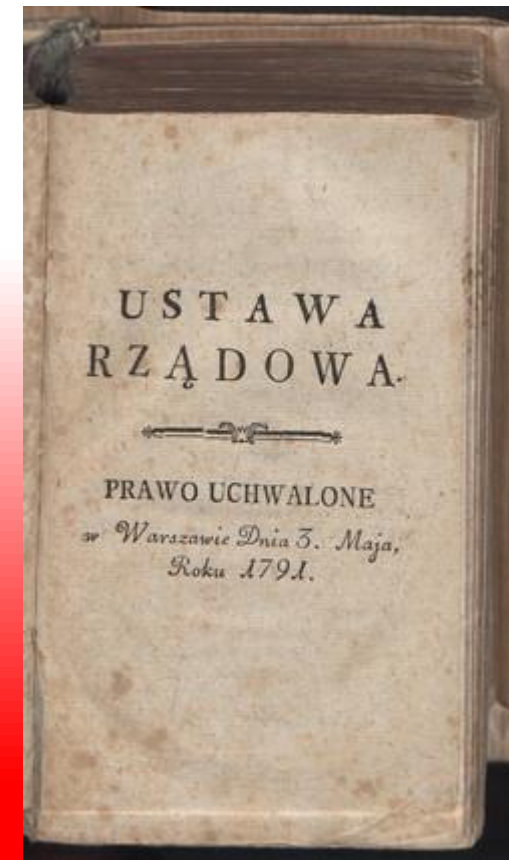 USTAWA
RZĄDOWA.
PRAWO UCHWALONE
w Warszawie Dnia 3. Maja,
Roku 1791.